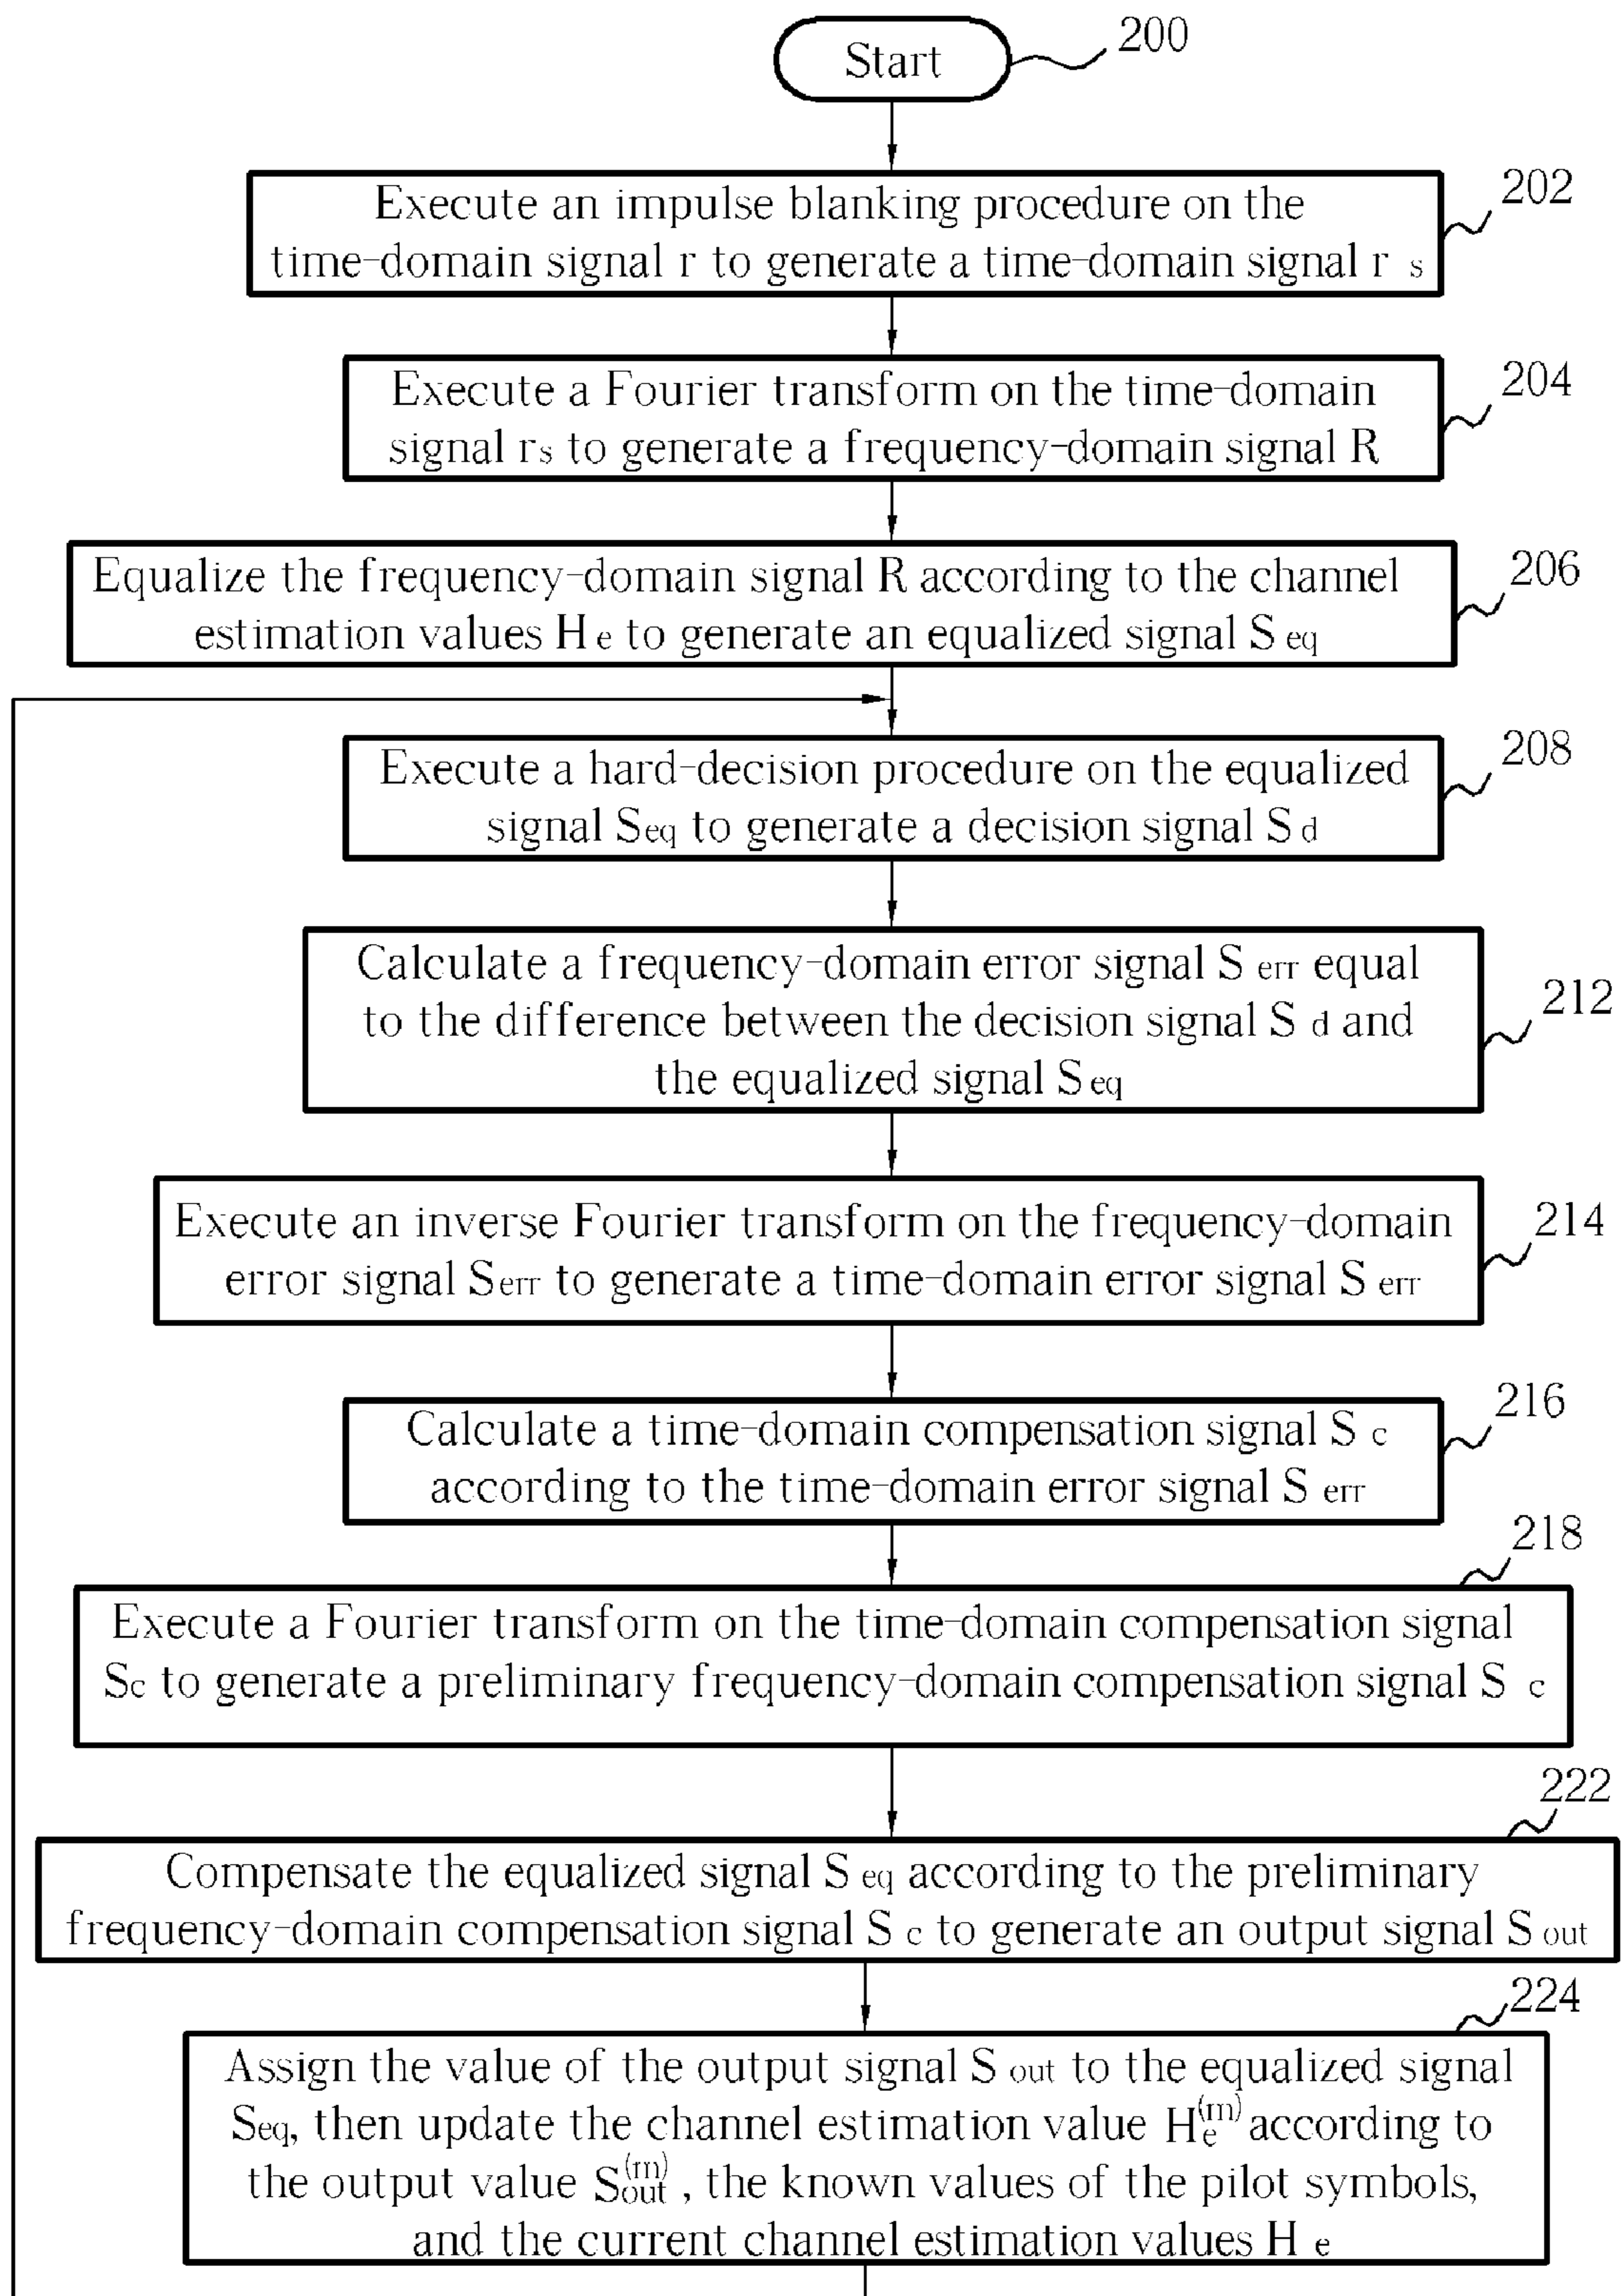 Start
200
202
Execute an impulse blanking procedure on the
time-domain signal r to generate a time-domain signal r s
204
Execute a Fourier transform on the time-domain
signal rs to generate a frequency-domain signal R
206
Equalize the frequency-domain signal R according to the channel
estimation values H e to generate an equalized signal S eq
208
Execute a hard-decision procedure on the equalized
signal Seq to generate a decision signal S d
212
Calculate a frequency-domain error signal S err equal
to the difference between the decision signal S d and
the equalized signal S eq
214
Execute an inverse Fourier transform on the frequency-domain
error signal Serr to generate a time-domain error signal S err
216
Calculate a time-domain compensation signal S c
according to the time-domain error signal S err
218
Execute a Fourier transform on the time-domain compensation signal
Sc to generate a preliminary frequency-domain compensation signal S c
222
Compensate the equalized signal S eq according to the preliminary
frequency-domain compensation signal S c to generate an output signal S out
224
Assign the value of the output signal S out to the equalized signal
Seq, then update the channel estimation value H_e^(m) according to
the output value S_out^(m) , the known values of the pilot symbols,
and the current channel estimation values H e